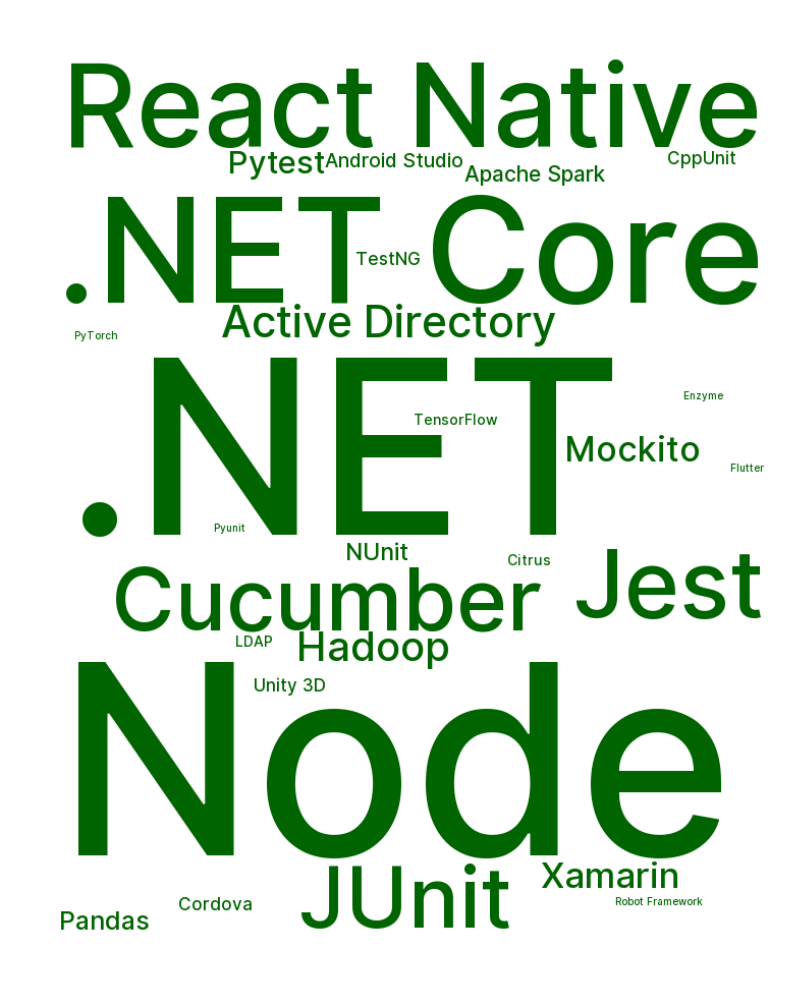 React Native
Pytest
Android Studio
Apache Spark
CppUnit
.NET Core
TestNG
Active Directory
PyTorch
.NET
Enzyme
TensorFlow
Mockito
Flutter
Pyunit
NUnit
Citrus
Cucumber
Jest
LDAP
Hadoop
Unity 3D
Node
JUnit
Xamarin
Robot Framework
Cordova
Pandas